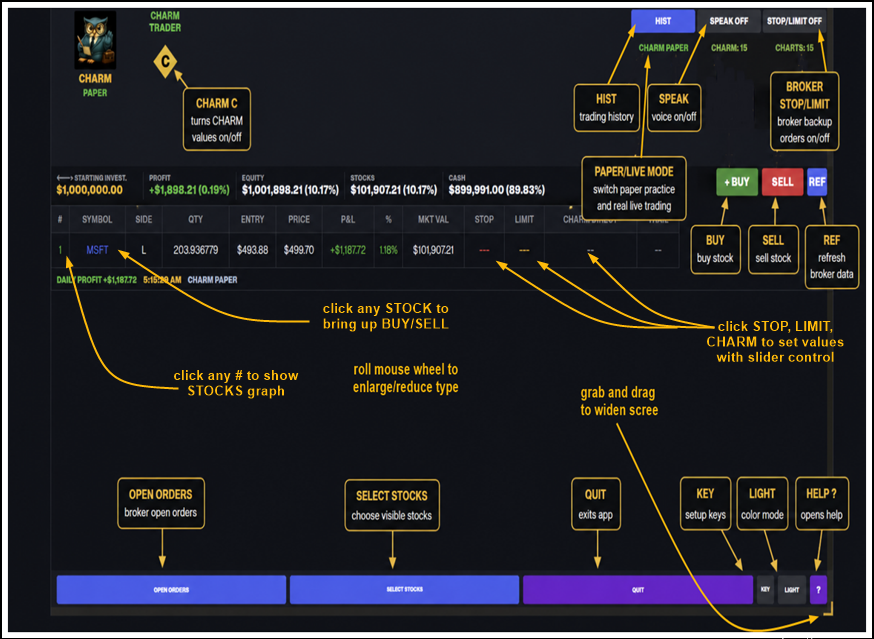 CHARM
TRADER
HIST
SPEAK OFF
STOP/LIMIT OFF
CHARM PAPER
CHARM: 15
CHARTS: 15
C
CHARM
PAPER
CHARM C
turns CHARM
values on/off
HIST
trading history
SPEAK
voice on/off
BROKER
STOP/LIMIT
broker backup
orders on/off
PAPER/LIVE MODE
switch paper practice
and real live trading
STARTING INVEST.
$1,000,000.00
PROFIT
+$1,898.21 (0.19%)
EQUITY
$1,001,898.21 (10.17%)
STOCKS
$101,907.21 (10.17%)
CASH
$899,991.00 (89.83%)
+ BUY
SELL
REF
# SYMBOL SIDE QTY ENTRY PRICE P&L % MKT VAL STOP LIMIT
1 MSFT L 203.936779 $493.88 $499.70 +$1,187.72 1.18% $101,907.21 --- --- -- --
BUY
buy stock
SELL
sell stock
REF
refresh
broker data
DAILY PROFIT +$1,187.72 5:15:29 AM CHARM PAPER
click any STOCK to
bring up BUY/SELL
click STOP, LIMIT,
CHARM to set values
with slider control
click any # to show
STOCKS graph
roll mouse wheel to
enlarge/reduce type
grab and drag
to widen scree
OPEN ORDERS
broker open orders
SELECT STOCKS
choose visible stocks
QUIT
exits app
KEY
setup keys
LIGHT
color mode
HELP ?
opens help
OPEN ORDERS
SELECT STOCKS
QUIT
KEY
LIGHT
?